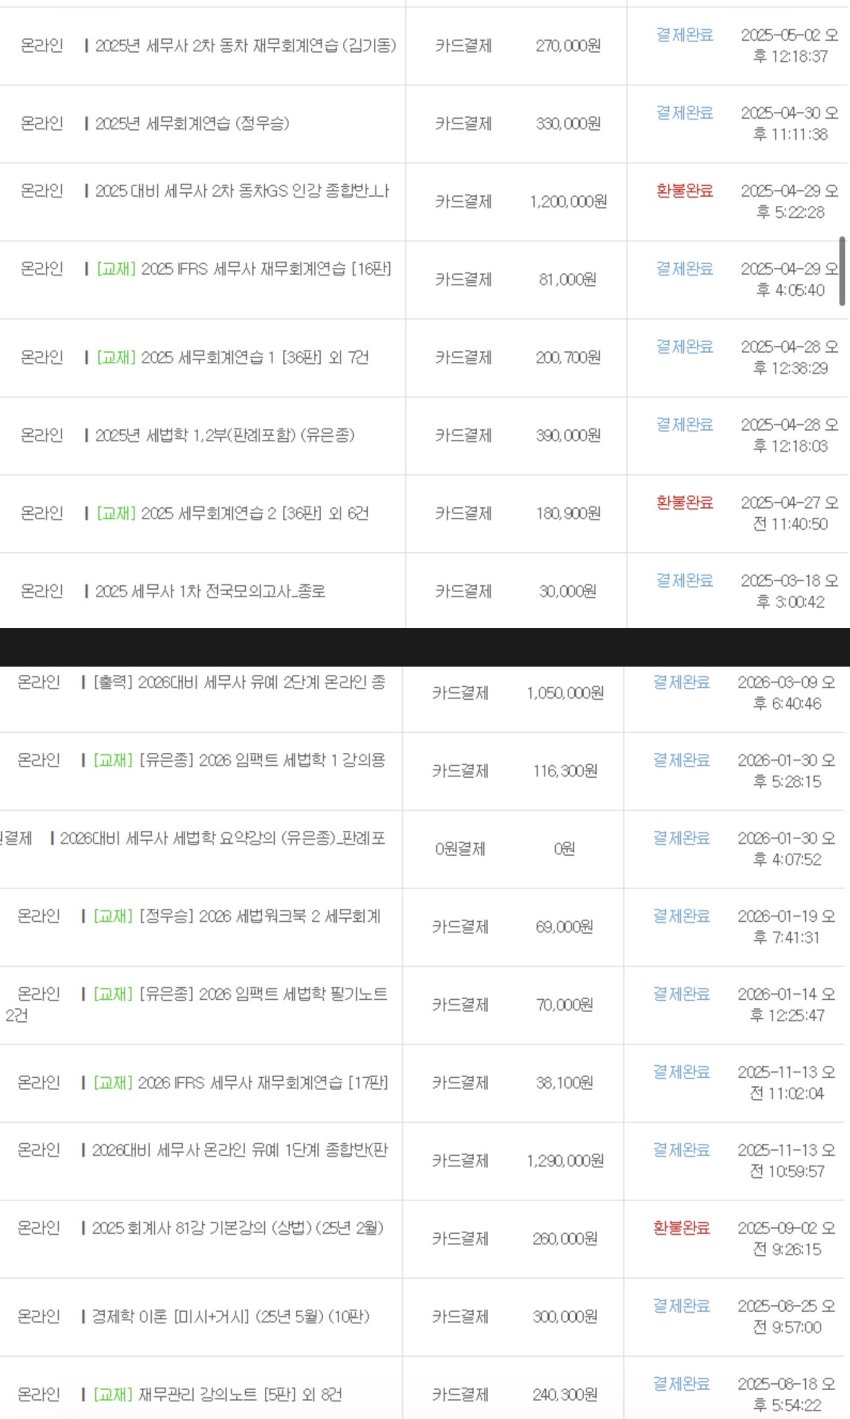 온라인 | 2025년 세무사 2차 동차 재무회계연습 (김기동) 카드결제 270,000원 결제완료 2025-05-02 오
후 12:18:37
온라인 | 2025년 세무회계연습 (정우승) 카드결제 330,000원 결제완료 2025-04-30 오
후 11:11:38
온라인 | 2025 대비 세무사 2차 동차GS 인강 종합반_나 카드결제 1,200,000원 환불완료 2025-04-29 오
후 5:22:28
온라인 | [교재] 2025 IFRS 세무사 재무회계연습 [16판] 카드결제 81,000원 결제완료 2025-04-29 오
후 4:05:40
온라인 | [교재] 2025 세무회계연습 1 [36판] 외 7건 카드결제 200,700원 결제완료 2025-04-28 오
후 12:38:29
온라인 | 2025년 세법학 1,2부(판례포함) (유은종) 카드결제 390,000원 결제완료 2025-04-28 오
후 12:18:03
온라인 | [교재] 2025 세무회계연습 2 [36판] 외 6건 카드결제 180,900원 환불완료 2025-04-27 오
전 11:40:50
온라인 | 2025 세무사 1차 전국모의고사_종로 카드결제 30,000원 결제완료 2025-03-18 오
후 3:00:42
온라인 | [출력] 2026대비 세무사 유예 2단계 온라인 종 카드결제 1,050,000원 결제완료 2026-03-09 오
후 6:40:46
온라인 | [교재] [유은종] 2026 임팩트 세법학 1 강의용 카드결제 116,300원 결제완료 2026-01-30 오
후 5:28:15
원결제 | 2026대비 세무사 세법학 요약강의 (유은종)_판례포 0원결제 0원 결제완료 2026-01-30 오
후 4:07:52
온라인 | [교재] [정우승] 2026 세법워크북 2 세무회계 카드결제 69,000원 결제완료 2026-01-19 오
후 7:41:31
온라인 | [교재] [유은종] 2026 임팩트 세법학 필기노트 카드결제 70,000원 결제완료 2026-01-14 오
2건 후 12:25:47
온라인 | [교재] 2026 IFRS 세무사 재무회계연습 [17판] 카드결제 38,100원 결제완료 2025-11-13 오
전 11:02:04
온라인 | 2026대비 세무사 온라인 유예 1단계 종합반(판 카드결제 1,290,000원 결제완료 2025-11-13 오
전 10:59:57
온라인 | 2025 회계사 81강 기본강의 (상법) (25년 2월) 카드결제 260,000원 환불완료 2025-09-02 오
전 9:26:15
온라인 | 경제학 이론 [미시+거시] (25년 5월) (10판) 카드결제 300,000원 결제완료 2025-08-25 오
전 9:57:00
온라인 | [교재] 재무관리 강의노트 [5판] 외 8건 카드결제 240,300원 결제완료 2025-08-18 오
후 5:54:22